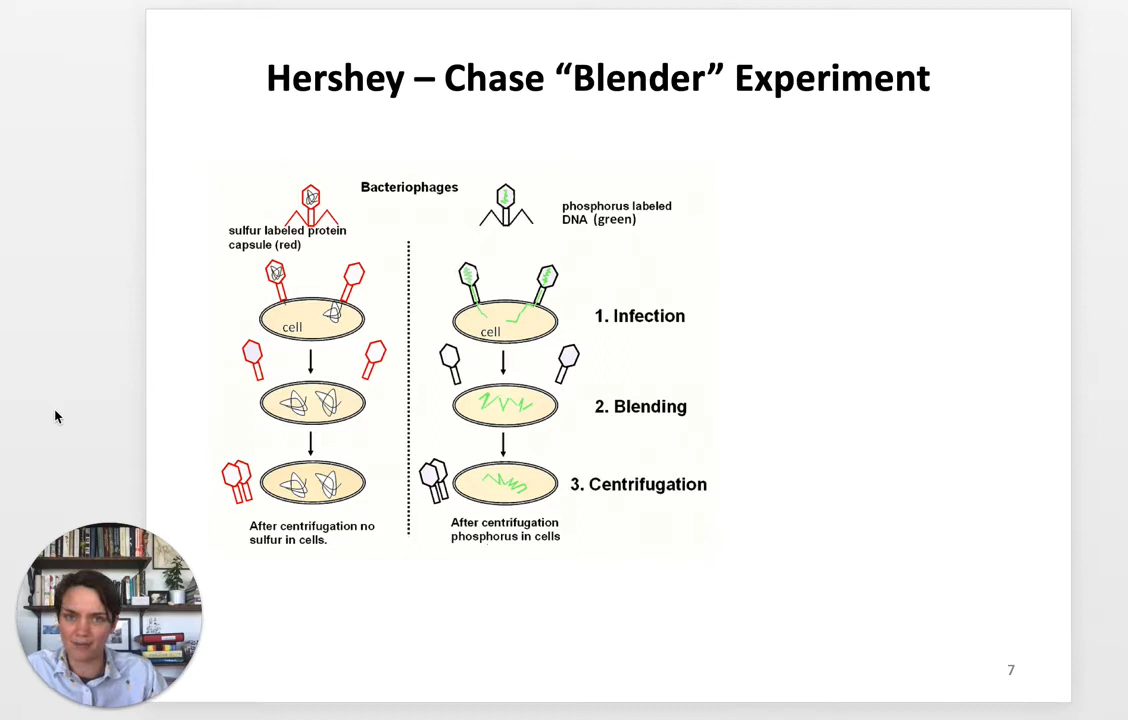 Hershey – Chase “Blender” Experiment
Bacteriophages
sulfur labeled protein
capsule (red)
phosphorus labeled
DNA (green)
cell
cell
1. Infection
2. Blending
3. Centrifugation
After centrifugation no
sulfur in cells.
After centrifugation
phosphorus in cells
7